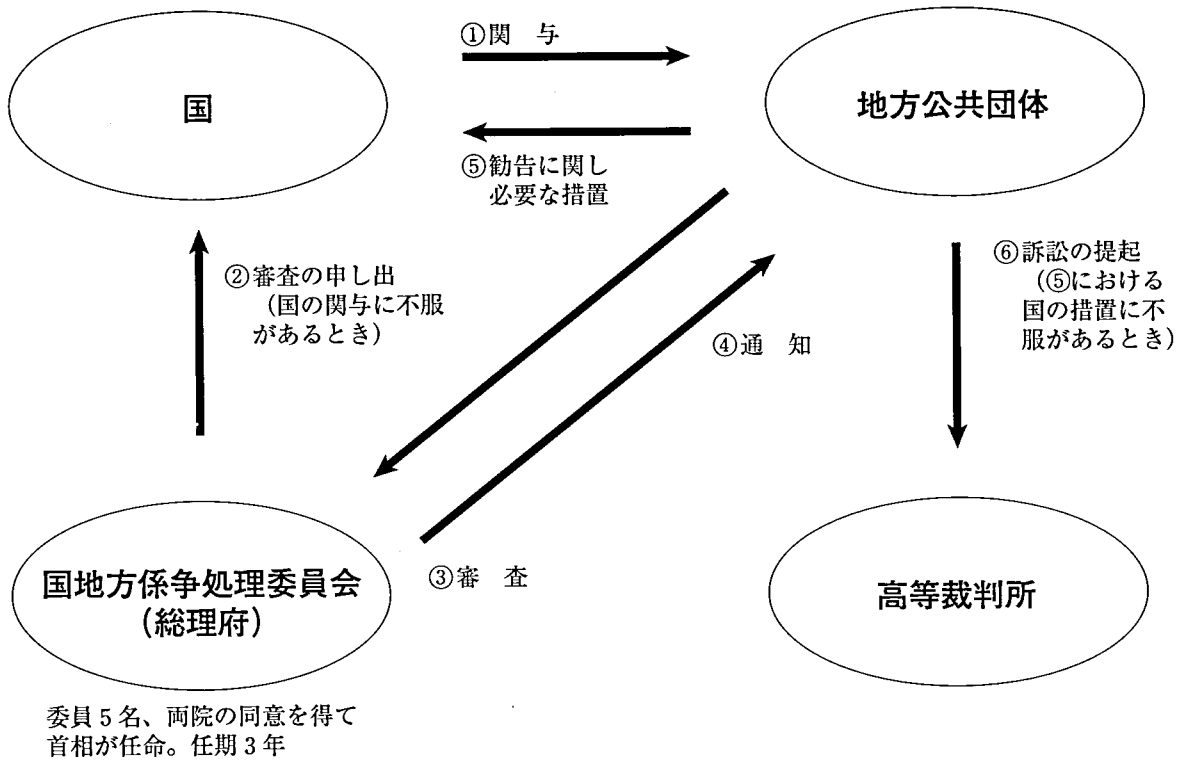 ①関　与
国
地方公共団体
⑤勧告に関し
必要な措置
②審査の申し出
（国の関与に不服
があるとき）
⑥訴訟の提起
（⑤における
国の措置に不
服があるとき）
④通　知
③審　査
国地方係争処理委員会
（総理府）
高等裁判所
委員5名、両院の同意を得て
首相が任命。任期3年